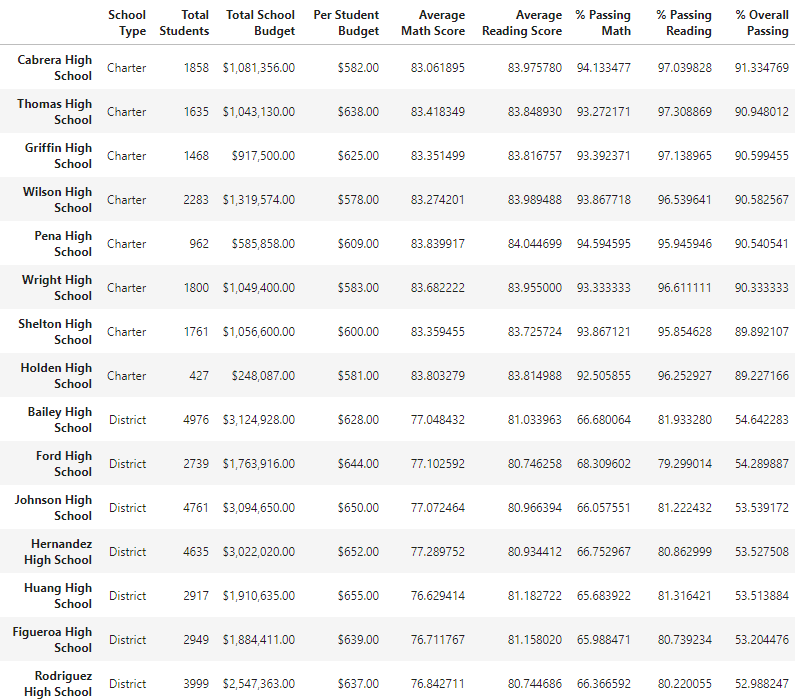 School Type Total Students Total School Budget Per Student Budget Average Math Score Average Reading Score % Passing Math % Passing Reading % Overall Passing
Cabrera High School Charter 1858 $1,081,356.00 $582.00 83.061895 83.975780 94.133477 97.039828 91.334769
Thomas High School Charter 1635 $1,043,130.00 $638.00 83.418349 83.848930 93.272171 97.308869 90.948012
Griffin High School Charter 1468 $917,500.00 $625.00 83.351499 83.816757 93.392371 97.138965 90.599455
Wilson High School Charter 2283 $1,319,574.00 $578.00 83.274201 83.989488 93.867718 96.539641 90.582567
Pena High School Charter 962 $585,858.00 $609.00 83.839917 84.044699 94.594595 95.945946 90.540541
Wright High School Charter 1800 $1,049,400.00 $583.00 83.682222 83.955000 93.333333 96.611111 90.333333
Shelton High School Charter 1761 $1,056,600.00 $600.00 83.359455 83.725724 93.867121 95.854628 89.892107
Holden High School Charter 427 $248,087.00 $581.00 83.803279 83.814988 92.505855 96.252927 89.227166
Bailey High School District 4976 $3,124,928.00 $628.00 77.048432 81.033963 66.680064 81.933280 54.642283
Ford High School District 2739 $1,763,916.00 $644.00 77.102592 80.746258 68.309602 79.299014 54.289887
Johnson High School District 4761 $3,094,650.00 $650.00 77.072464 80.966394 66.057551 81.222432 53.539172
Hernandez High School District 4635 $3,022,020.00 $652.00 77.289752 80.934412 66.752967 80.862999 53.527508
Huang High School District 2917 $1,910,635.00 $655.00 76.629414 81.182722 65.683922 81.316421 53.513884
Figueroa High School District 2949 $1,884,411.00 $639.00 76.711767 81.158020 65.988471 80.739234 53.204476
Rodriguez High School District 3999 $2,547,363.00 $637.00 76.842711 80.744686 66.366592 80.220055 52.988247